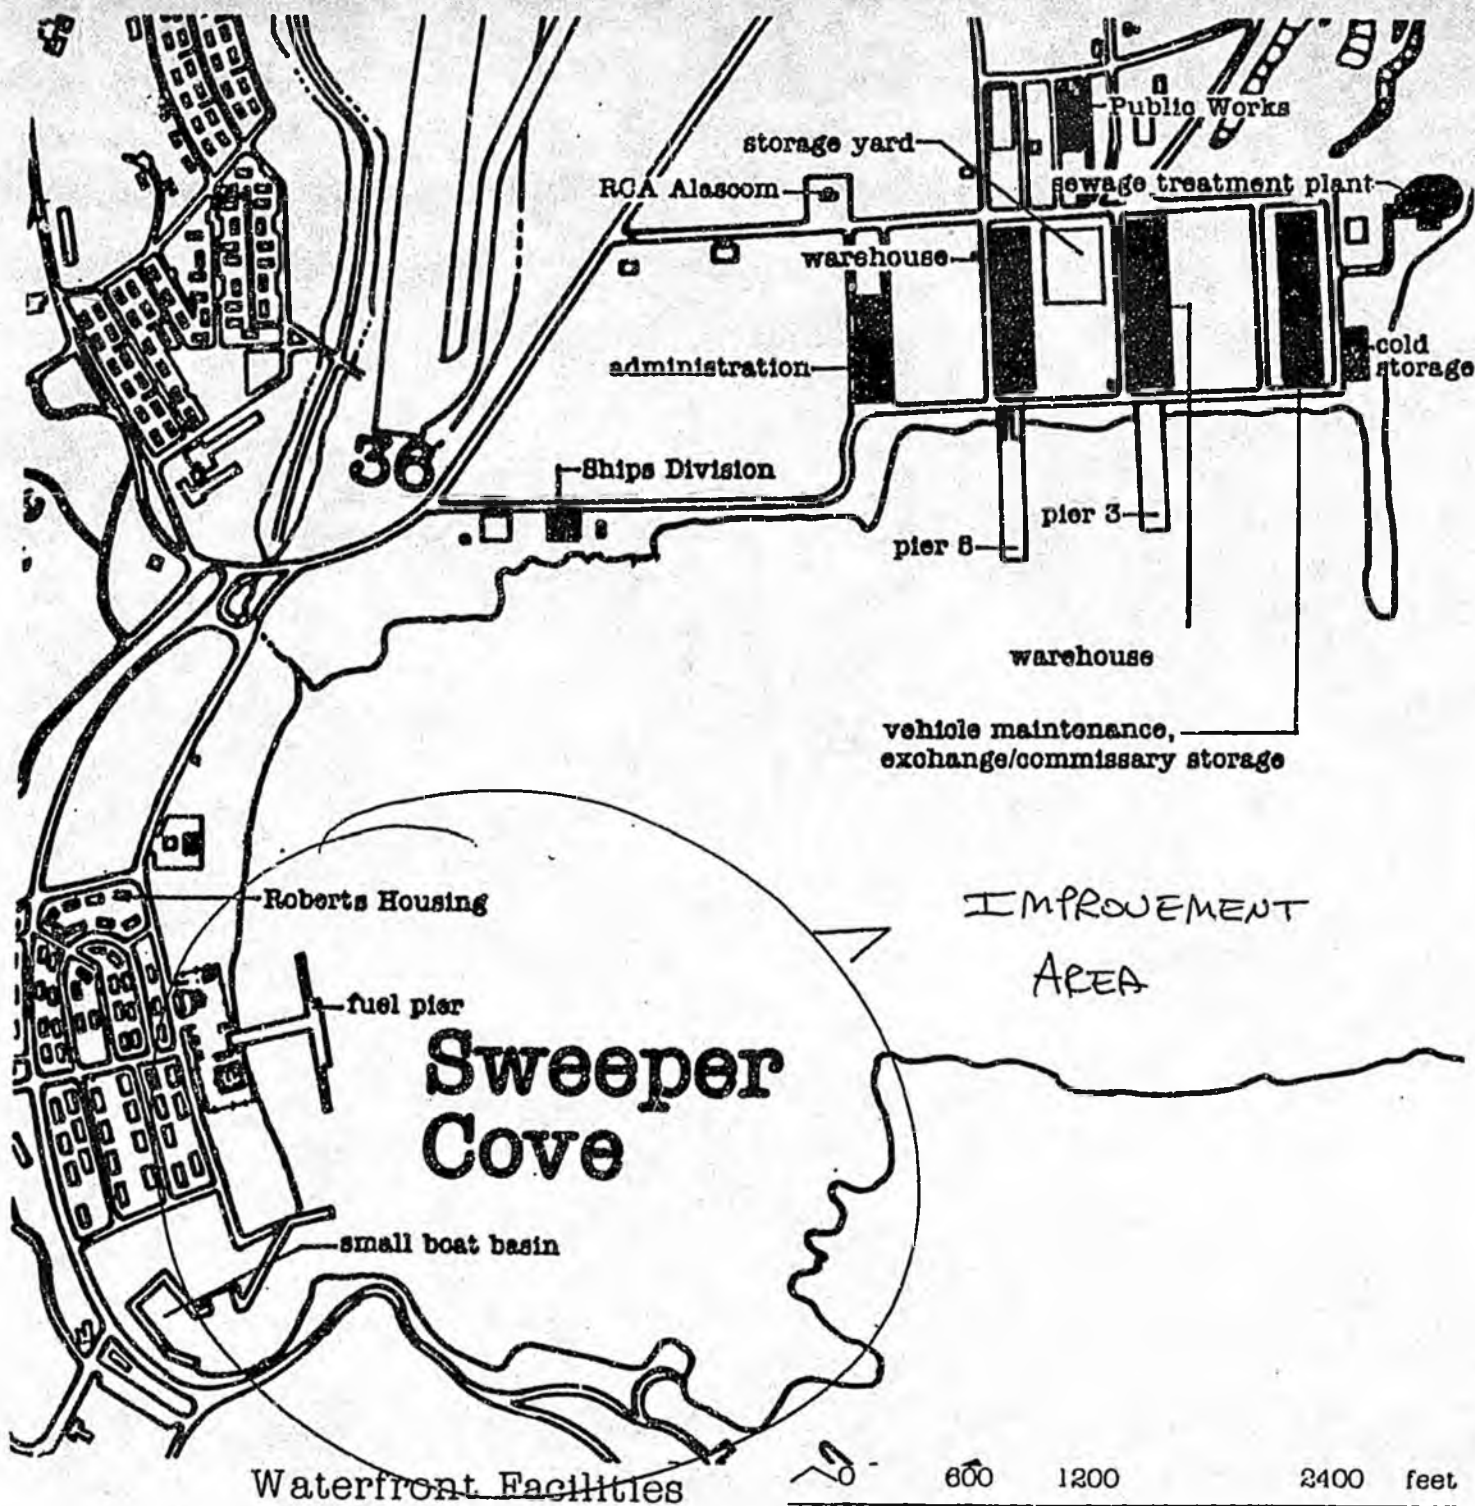 Public Works
storage yard
RCA Alascom
sewage treatment plant
warehouse
administration
cold
storage
36
Ships Division
pier 3
pier 5
warehouse
vehicle maintenance,
exchange/commissary storage
Roberts Housing
IMPROVEMENT
AREA
fuel pier
Sweeper
Cove
small boat basin
Waterfront Facilities
0 600 1200 2400 feet